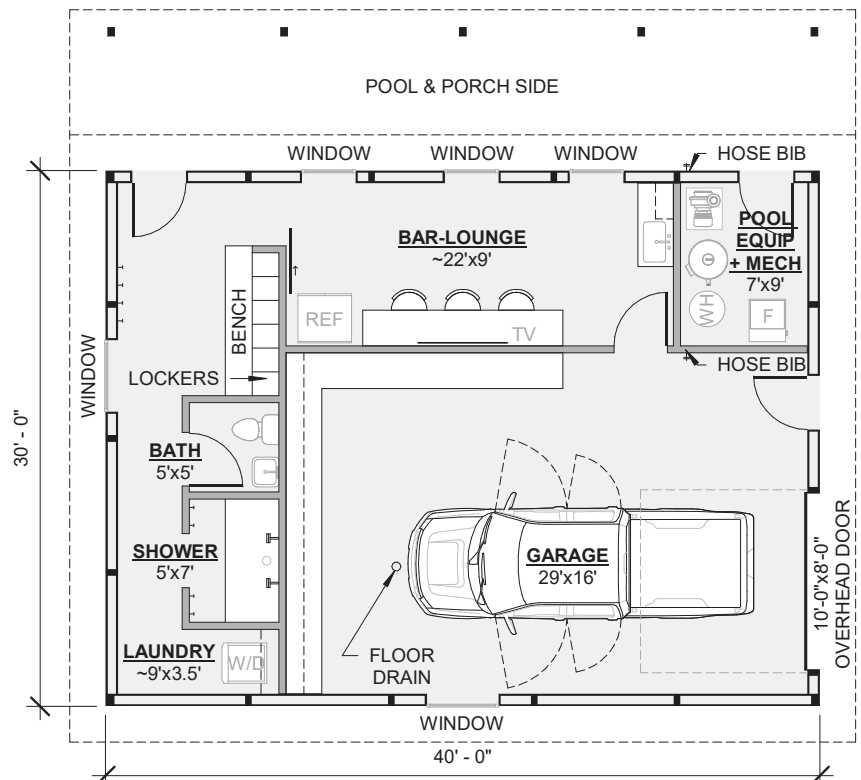 POOL & PORCH SIDE
WINDOW
WINDOW
WINDOW
HOSE BIB
BAR-LOUNGE
~22'x9'
POOL
EQUIP
+ MECH
7'x9'
WH
F
REF
TV
BENCH
LOCKERS
HOSE BIB
WINDOW
30' - 0"
BATH
5'x5'
SHOWER
5'x7'
GARAGE
29'x16'
10'-0"x8'-0"
OVERHEAD DOOR
LAUNDRY
~9'x3.5'
W/D
FLOOR
DRAIN
WINDOW
40' - 0"